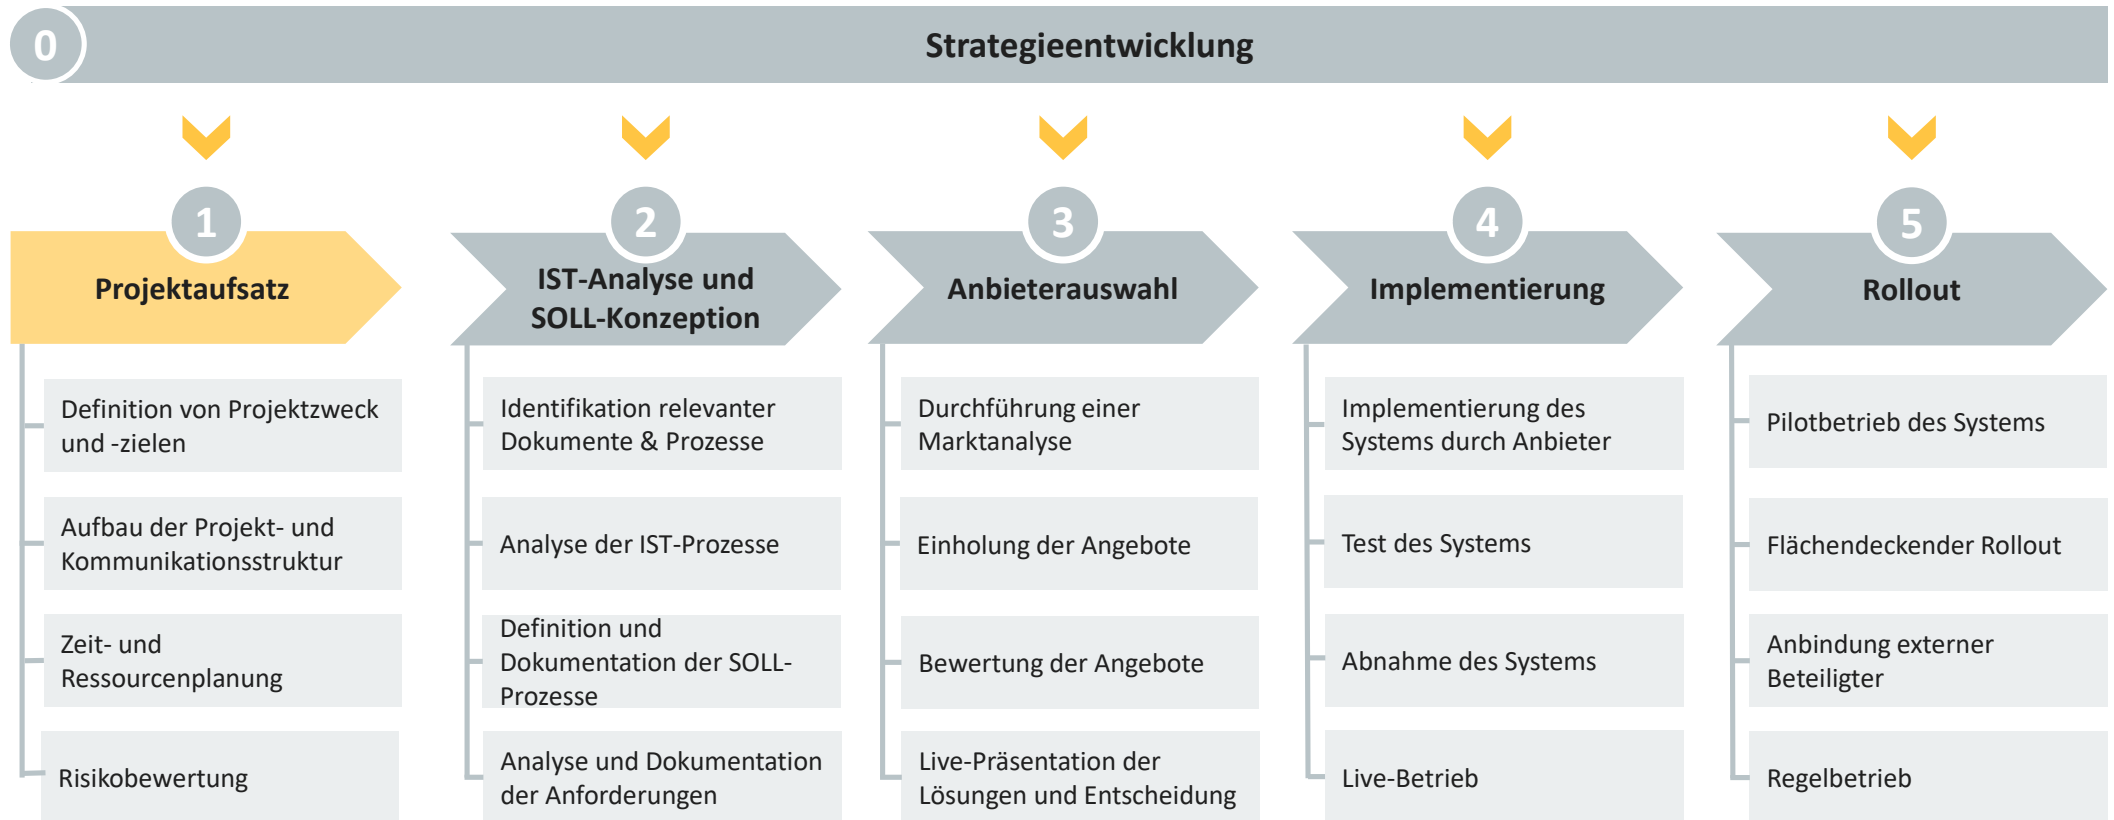 0
Strategieentwicklung
1
Projektaufsatz
Definition von Projektzweck
und -zielen
Aufbau der Projekt- und
Kommunikationsstruktur
Zeit- und
Ressourcenplanung
Risikobewertung
2
IST-Analyse und
SOLL-Konzeption
Identifikation relevanter
Dokumente & Prozesse
Analyse der IST-Prozesse
Definition und
Dokumentation der SOLL-
Prozesse
Analyse und Dokumentation
der Anforderungen
3
Anbieterauswahl
Durchführung einer
Marktanalyse
Einholung der Angebote
Bewertung der Angebote
Live-Präsentation der
Lösungen und Entscheidung
4
Implementierung
Implementierung des
Systems durch Anbieter
Test des Systems
Abnahme des Systems
Live-Betrieb
5
Rollout
Pilotbetrieb des Systems
Flächendeckender Rollout
Anbindung externer
Beteiligter
Regelbetrieb